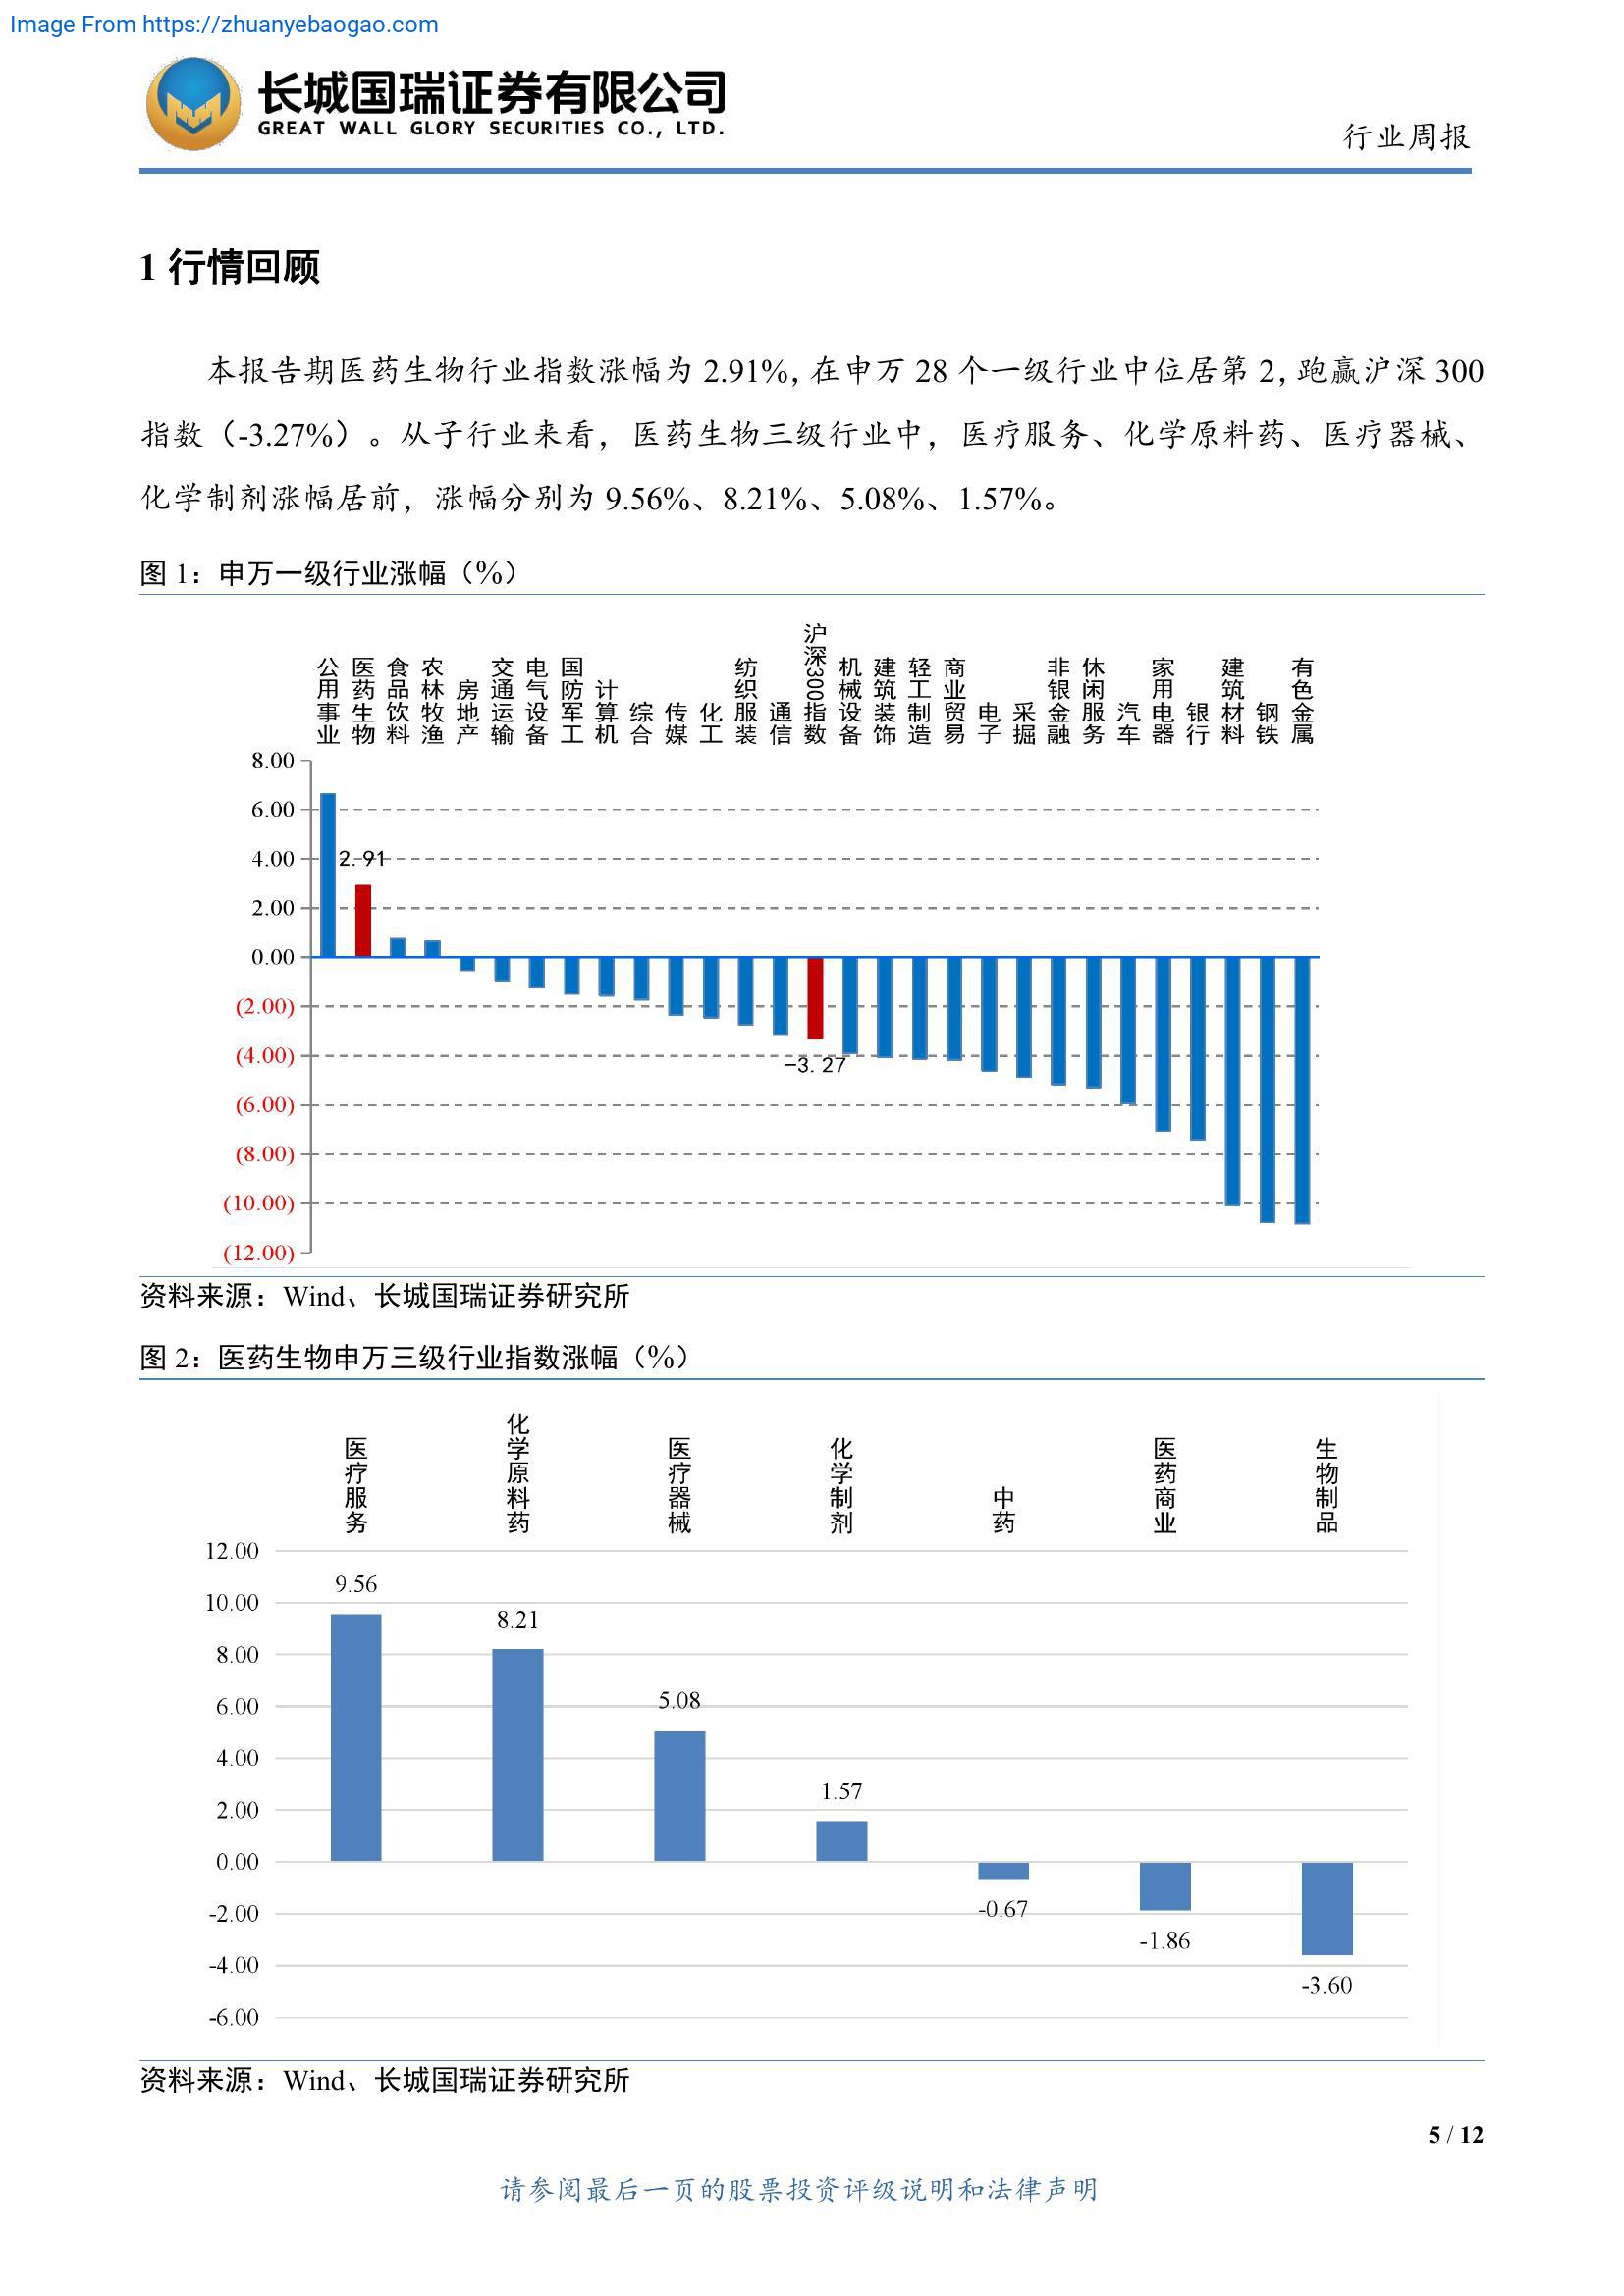 Image From https://zhuanyebaogao.com
长城国瑞证券有限公司
GREAT WALL GLORY SECURITIES CO., LTD.
行业周报
1 行情回顾
本报告期医药生物行业指数涨幅为 2.91%, 在申万 28 个一级行业中位居第 2, 跑赢沪深 300
指数（-3.27%）。从子行业来看，医药生物三级行业中，医疗服务、化学原料药、医疗器械、
化学制剂涨幅居前，涨幅分别为 9.56%、8.21%、5.08%、1.57%。
图 1：申万一级行业涨幅（%）
公用事业
医药生物
食品饮料
农林牧渔
房地产
交通运输
电气设备
国防军工
计算机
综合
传媒
化工
纺织服装
通信
沪深300指数
机械设备
建筑装饰
轻工制造
商业贸易
电子
采掘
非银金融
休闲服务
汽车
家用电器
银行
建筑材料
钢铁
有色金属
8.00
6.00
4.00
2.00
0.00
(2.00)
(4.00)
(6.00)
(8.00)
(10.00)
(12.00)
2.91
-3.27
资料来源：Wind、长城国瑞证券研究所
图 2：医药生物申万三级行业指数涨幅（%）
医疗服务
化学原料药
医疗器械
化学制剂
中药
医药商业
生物制品
12.00
10.00
8.00
6.00
4.00
2.00
0.00
-2.00
-4.00
-6.00
9.56
8.21
5.08
1.57
-0.67
-1.86
-3.60
资料来源：Wind、长城国瑞证券研究所
5 / 12
请参阅最后一页的股票投资评级说明和法律声明